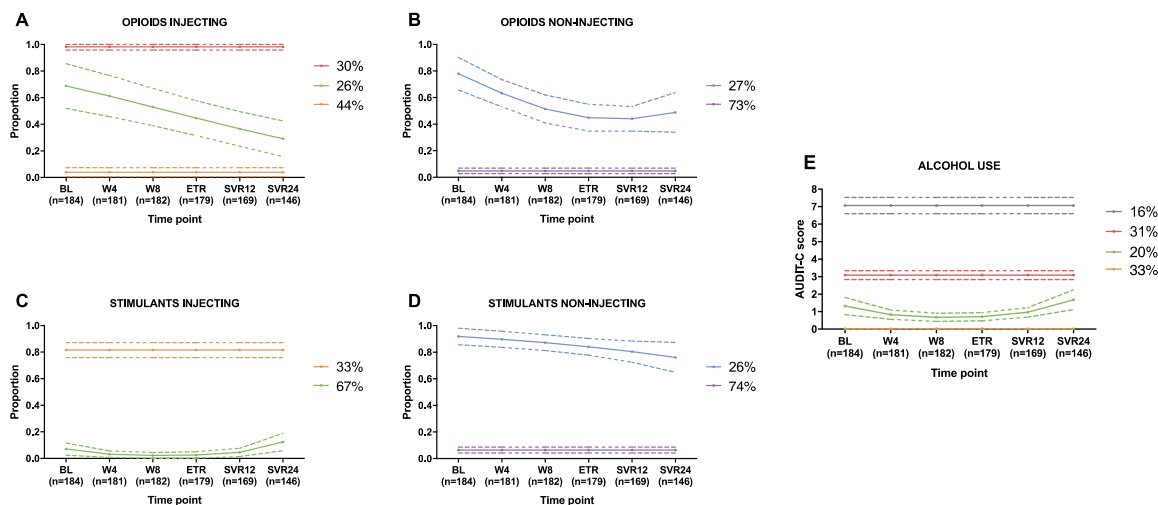 A
OPIOIDS INJECTING
Proportion
1.0
0.8
0.6
0.4
0.2
0.0
BL W4 W8 ETR SVR12 SVR24
(n=184) (n=181) (n=182) (n=179) (n=169) (n=146)
Time point
30%
26%
44%
B
OPIOIDS NON-INJECTING
Proportion
1.0
0.8
0.6
0.4
0.2
0.0
BL W4 W8 ETR SVR12 SVR24
(n=184) (n=181) (n=182) (n=179) (n=169) (n=146)
Time point
27%
73%
C
STIMULANTS INJECTING
Proportion
1.0
0.8
0.6
0.4
0.2
0.0
BL W4 W8 ETR SVR12 SVR24
(n=184) (n=181) (n=182) (n=179) (n=169) (n=146)
Time point
33%
67%
D
STIMULANTS NON-INJECTING
Proportion
1.0
0.8
0.6
0.4
0.2
0.0
BL W4 W8 ETR SVR12 SVR24
(n=184) (n=181) (n=182) (n=179) (n=169) (n=146)
Time point
26%
74%
E
ALCOHOL USE
AUDIT-C score
8
7
6
5
4
3
2
1
0
BL W4 W8 ETR SVR12 SVR24
(n=184) (n=181) (n=182) (n=179) (n=169) (n=146)
Time point
16%
31%
20%
33%